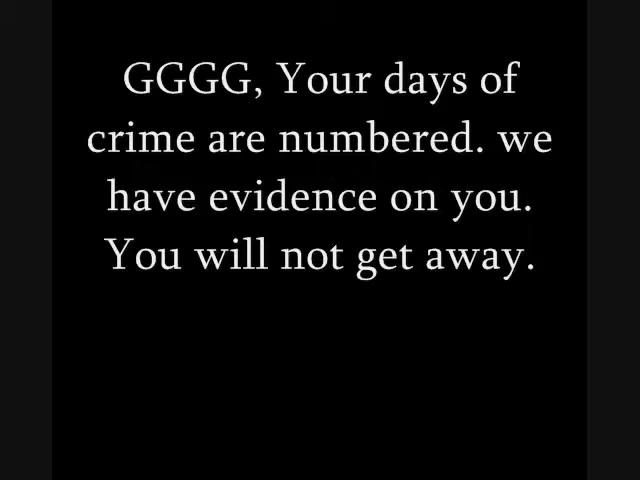 GGGG, Your days of
crime are numbered. we
have evidence on you.
You will not get away.